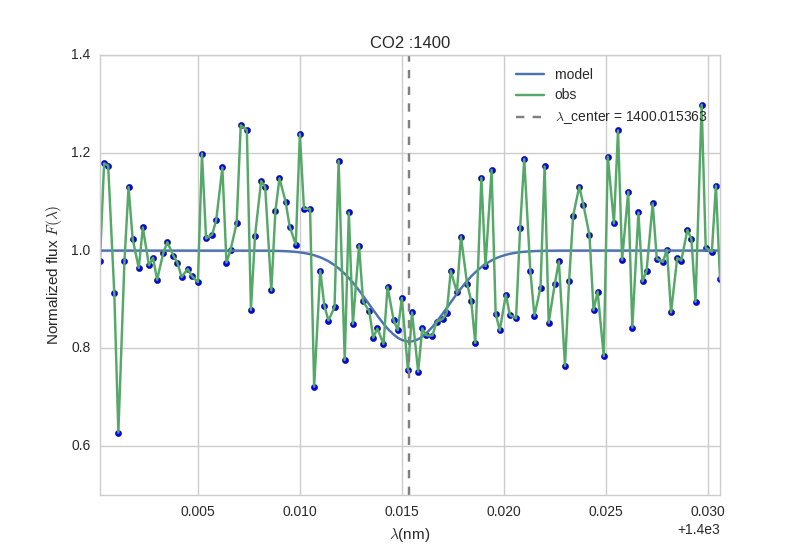 CO2 :1400
1.4
1.2
1.0
0.8
0.6
Normalized flux F(λ)
model
obs
λ_center = 1400.015363
0.005
0.010
0.015
0.020
0.025
0.030
+1.4e3
λ(nm)